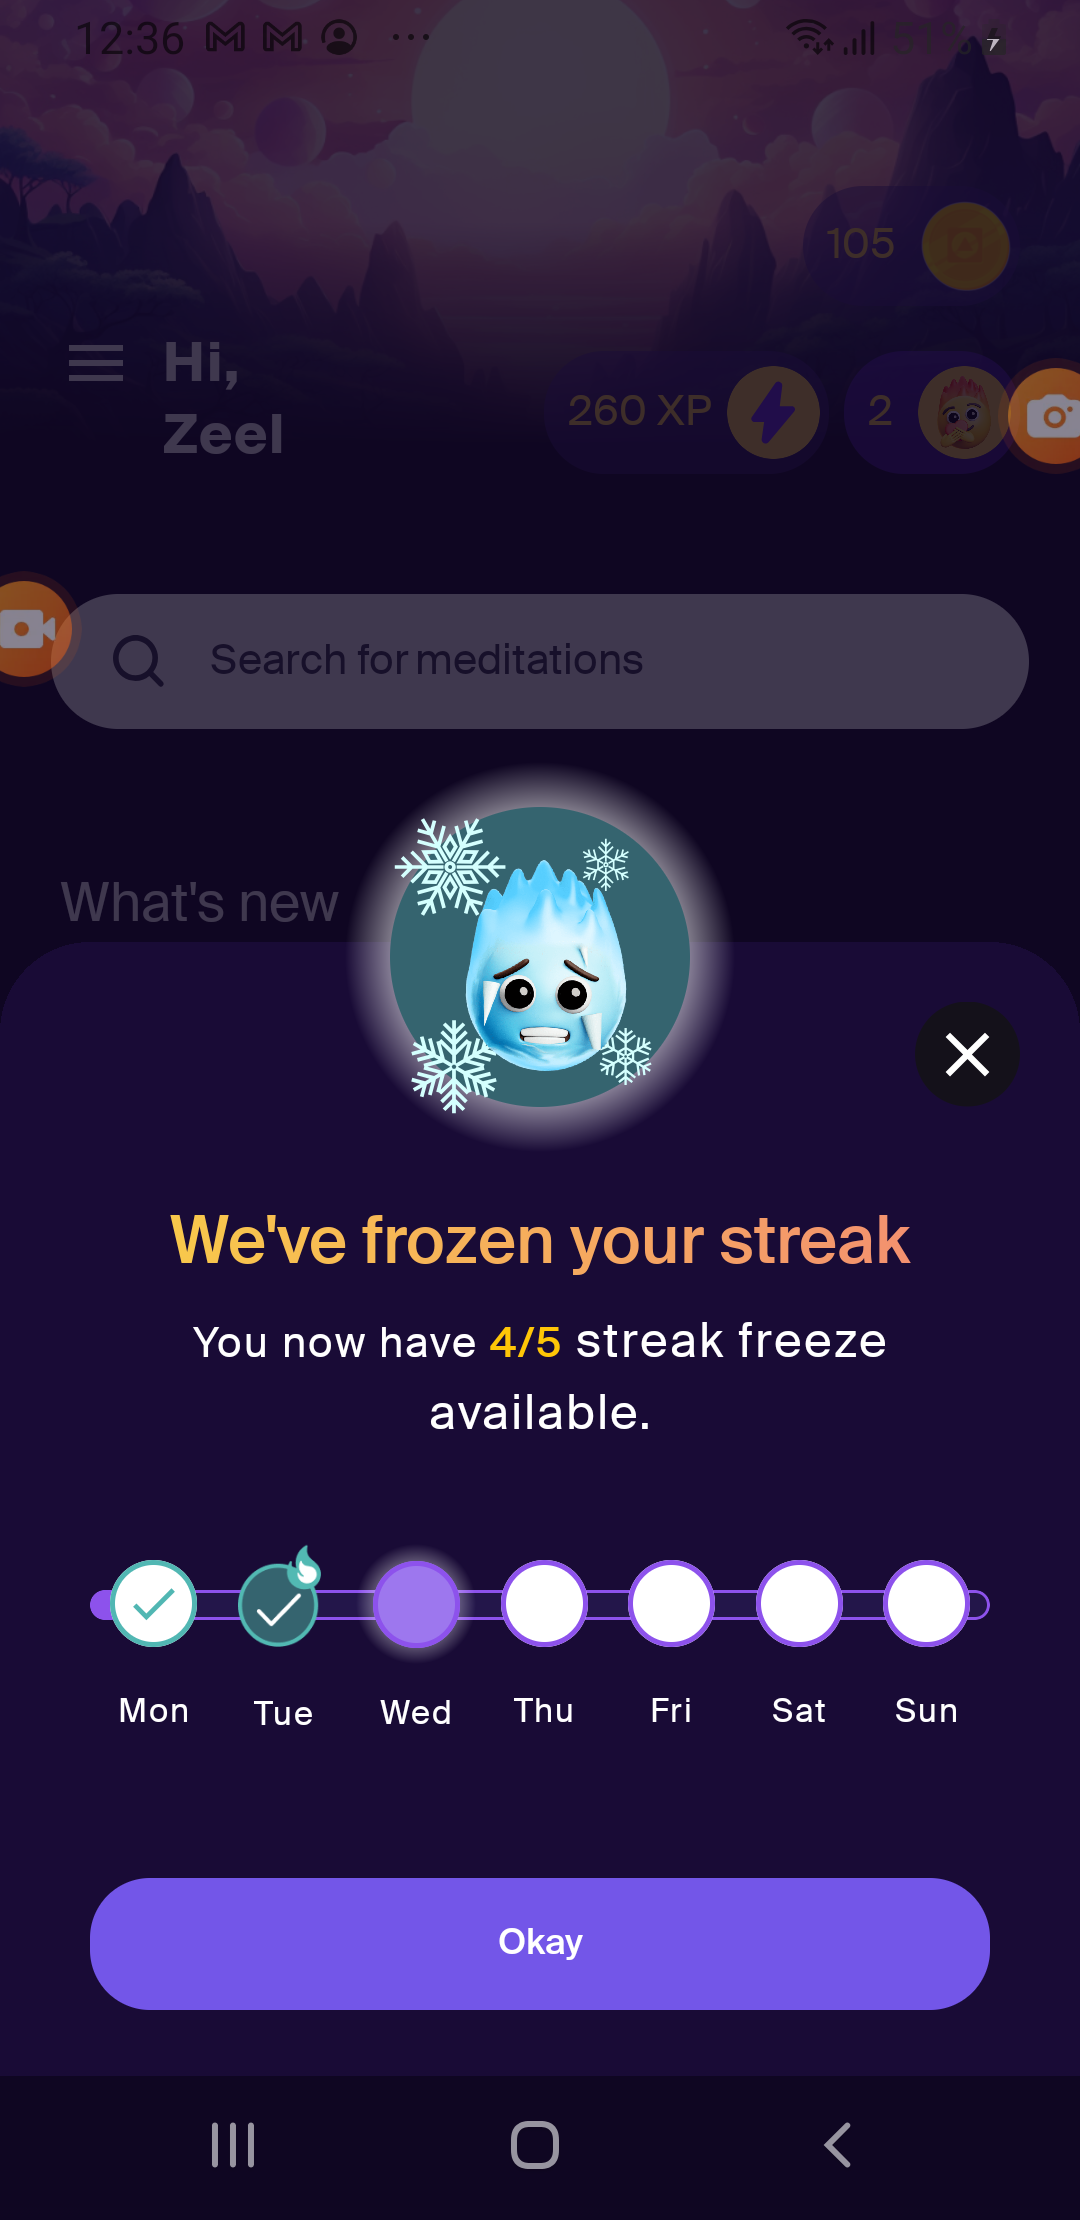 12:36
51%
105
Hi,
Zeel
260 XP
2
Search for meditations
What's new
We've frozen your streak
You now have 4/5 streak freeze
available.
Mon Tue Wed Thu Fri Sat Sun
Okay